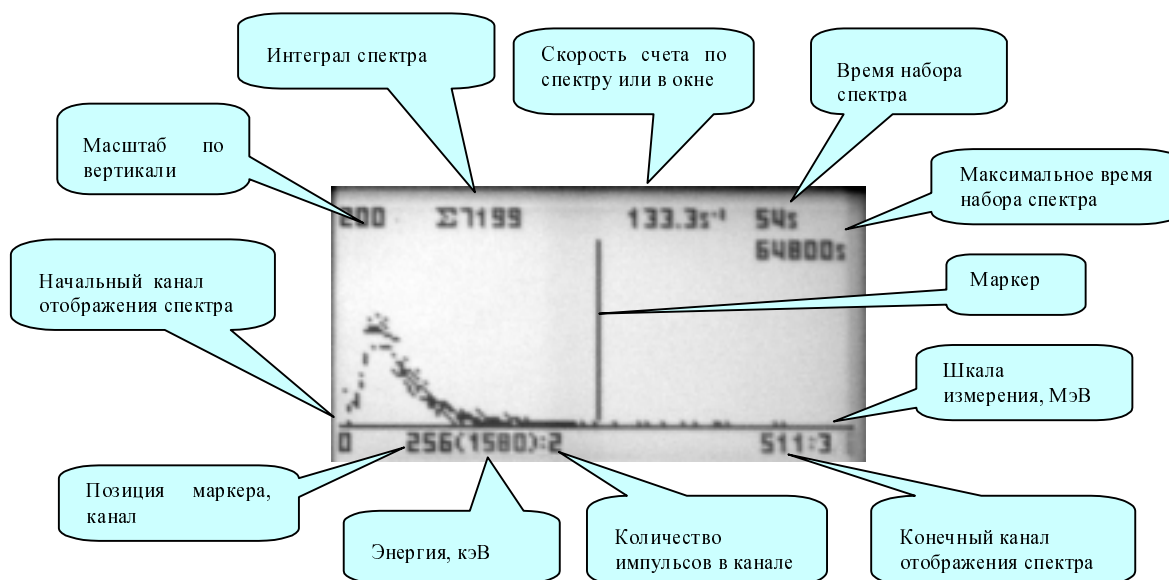 Интеграл спектра
Скорость счета по
спектру или в окне
Время набора
спектра
Масштаб по
вертикали
Максимальное время
набора спектра
200 Σ7199 133.3s⁻¹ 54s
64800s
Начальный канал
отображения спектра
Маркер
Шкала
измерения, МэВ
0 256(1580):2 511:3
Позиция маркера,
канал
Энергия, кэВ
Количество
импульсов в канале
Конечный канал
отображения спектра